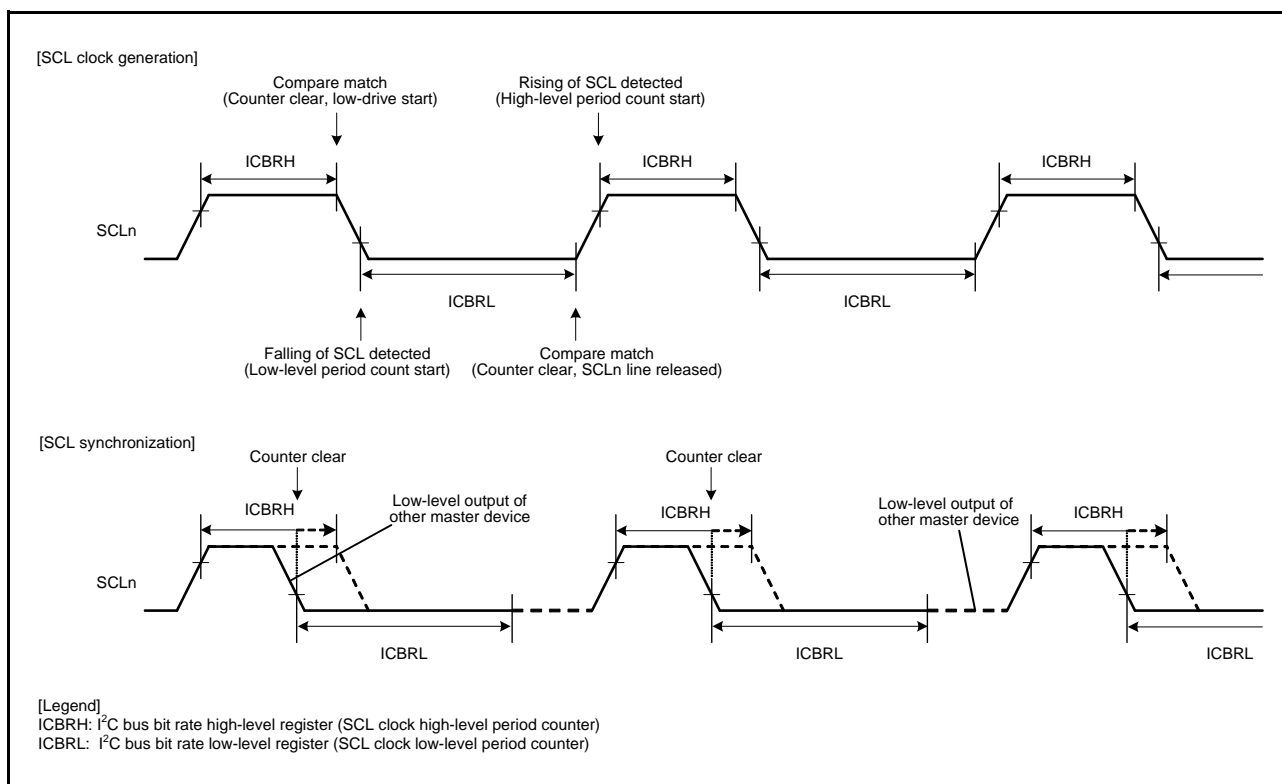 [SCL clock generation]
Compare match
(Counter clear, low-drive start)
Rising of SCL detected
(High-level period count start)
ICBRH
ICBRH
ICBRH
SCLn
ICBRL
ICBRL
Falling of SCL detected
(Low-level period count start)
Compare match
(Counter clear, SCLn line released)
[SCL synchronization]
Counter clear
Counter clear
ICBRH
Low-level output of
other master device
ICBRH
Low-level output of
other master device
ICBRH
SCLn
ICBRL
ICBRL
ICBRL
[Legend]
ICBRH: I²C bus bit rate high-level register (SCL clock high-level period counter)
ICBRL: I²C bus bit rate low-level register (SCL clock low-level period counter)